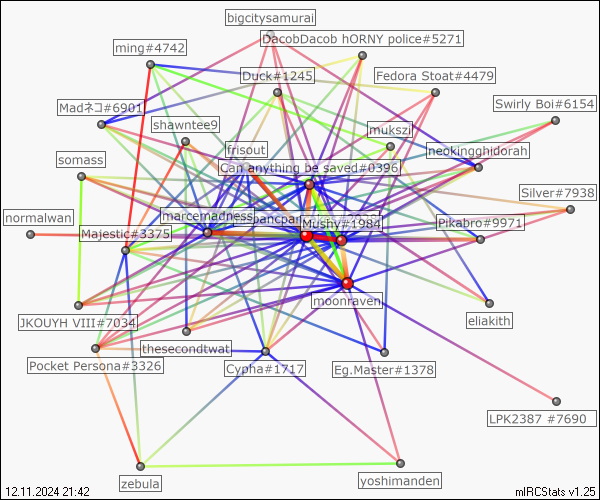 bigcitysamurai
DacobDacob hORNY police#5271
ming#4742
Duck#1245
Fedora Stoat#4479
Madネコ#6901
Swirly Boi#6154
shawntee9
mukszi
frisout
neokinghidorah
somass
Can anything be saved#0396
Silver#7938
normalwan
marcernadness
Mushy#1984
Pikabro#9971
Majestic#3375
moonraven
JKOUYH VIII#7034
eliakith
thesecondtwat
Pocket Persona#3326
Cypha#1717
Eg.Master#1378
LPK2387 #7690
zebula
yoshimanden
12.11.2024 21:42
mIRCStats v1.25